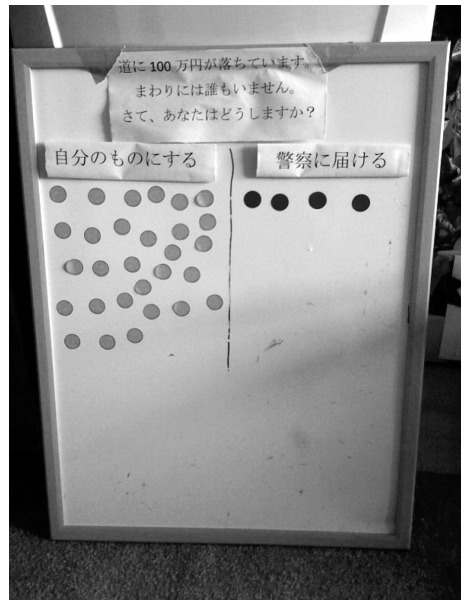 道に100万円が落ちています。
まわりには誰もいません。
さて、あなたはどうしますか？
自分のものにする
警察に届ける